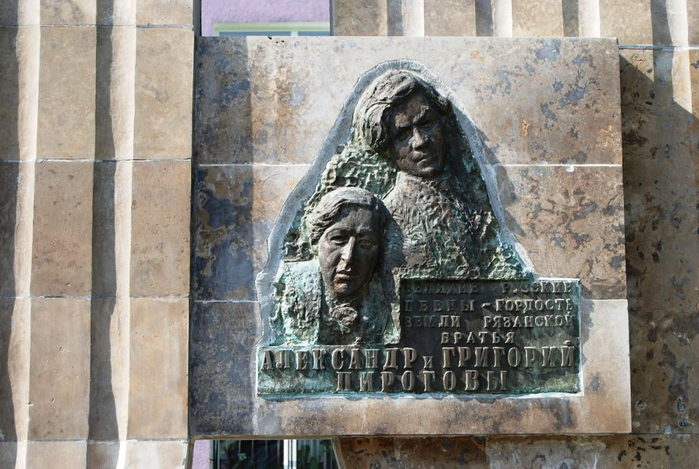 ВЕЛИКИЕ РУССКИЕ
ПЕВЦЫ - ГОРДОСТЬ
ЗЕМЛИ РЯЗАНСКОЙ
БРАТЬЯ
АЛЕКСАНДР И ГРИГОРИЙ
ПИРОГОВЫ